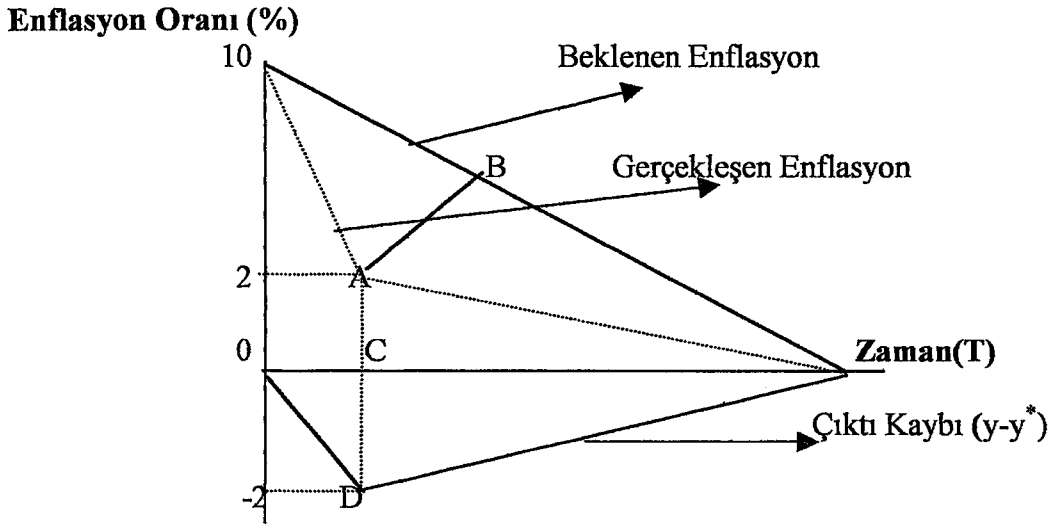 Enflasyon Oranı (%)
10
Beklenen Enflasyon
B
Gerçekleşen Enflasyon
2
A
0
C
Zaman(T)
Çıktı Kaybı (y-y*)
-2
D